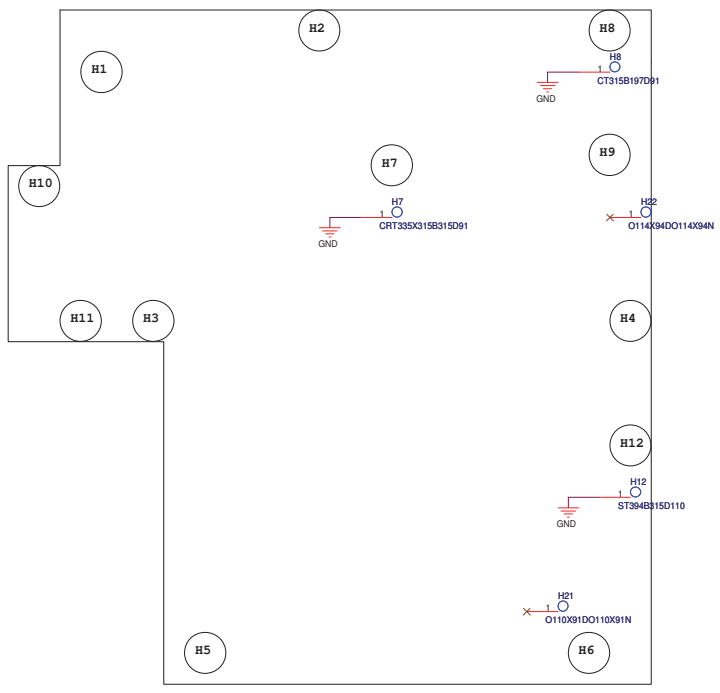 H2
H8
H1
H8
1
CT315B197D91
GND
H9
H7
H10
H7
1
CRT335X315B315D91
GND
H22
1
O114X94DO114X94N
H11
H3
H4
H12
H12
1
ST394B315D110
GND
H21
1
O110X91DO110X91N
H5
H6